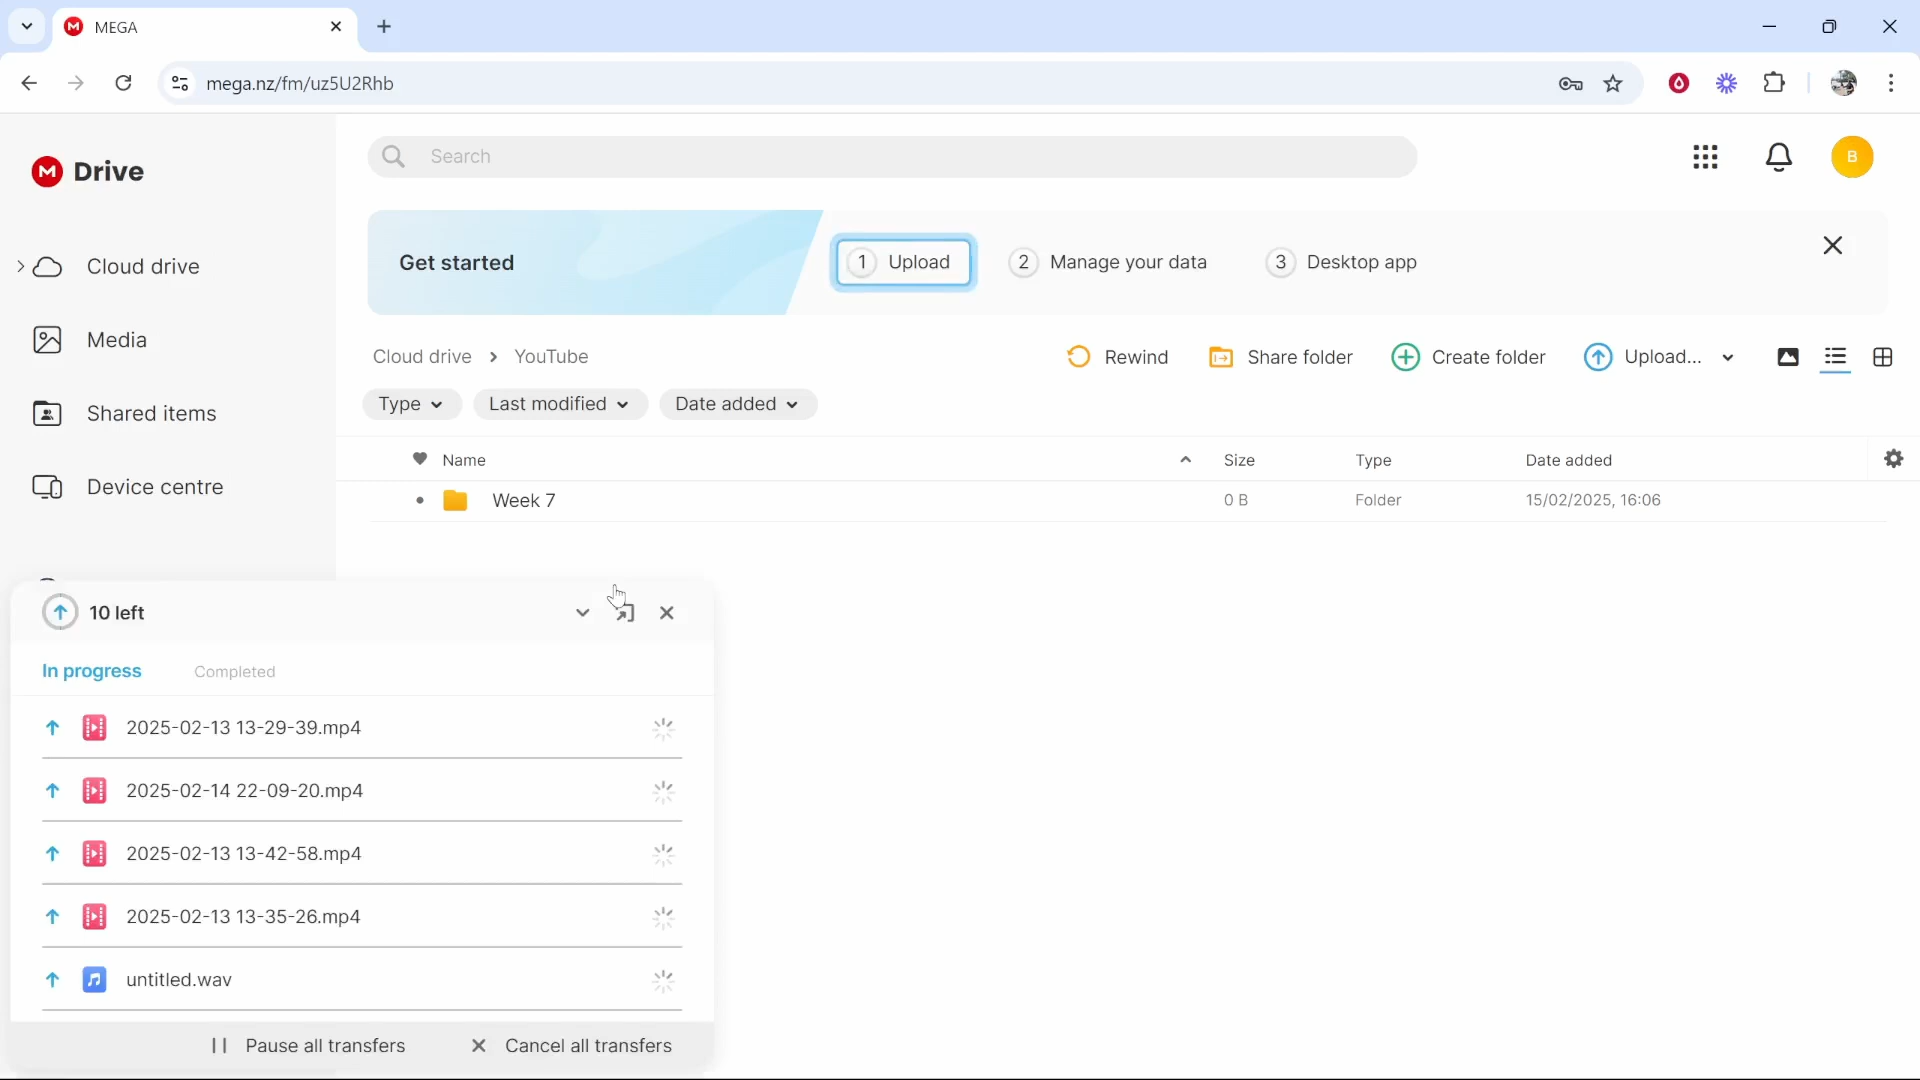 MEGA
mega.nz/fm/uz5U2Rhb
M Drive
Search
B
Cloud drive
Media
Shared items
Device centre
Get started
1 Upload
2 Manage your data
3 Desktop app
Cloud drive > YouTube
Rewind
Share folder
Create folder
Upload...
Type
Last modified
Date added
Name
Size
Type
Date added
Week 7
0 B
Folder
15/02/2025, 16:06
10 left
In progress
Completed
2025-02-13 13-29-39.mp4
2025-02-14 22-09-20.mp4
2025-02-13 13-42-58.mp4
2025-02-13 13-35-26.mp4
untitled.wav
Pause all transfers
Cancel all transfers